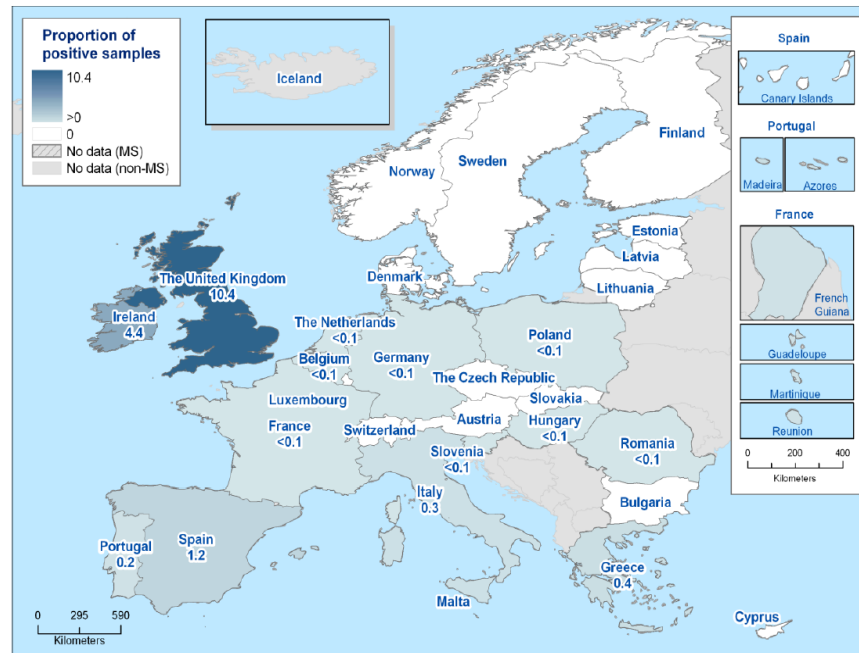 Proportion of
positive samples
10.4
>0
0
No data (MS)
No data (non-MS)
Iceland
Norway
Sweden
Finland
Estonia
Latvia
Lithuania
Denmark
The United Kingdom
10.4
Ireland
4.4
The Netherlands
<0.1
Belgium
<0.1
Germany
<0.1
Poland
<0.1
The Czech Republic
Slovakia
Luxembourg
France
<0.1
Switzerland
Austria
Hungary
<0.1
Slovenia
<0.1
Romania
<0.1
Italy
0.3
Bulgaria
Portugal
0.2
Spain
1.2
Greece
0.4
Malta
Cyprus
0 295 590
Kilometers
Spain
Canary Islands
Portugal
Madeira
Azores
France
French
Guiana
Guadeloupe
Martinique
Reunion
0 200 400
Kilometers